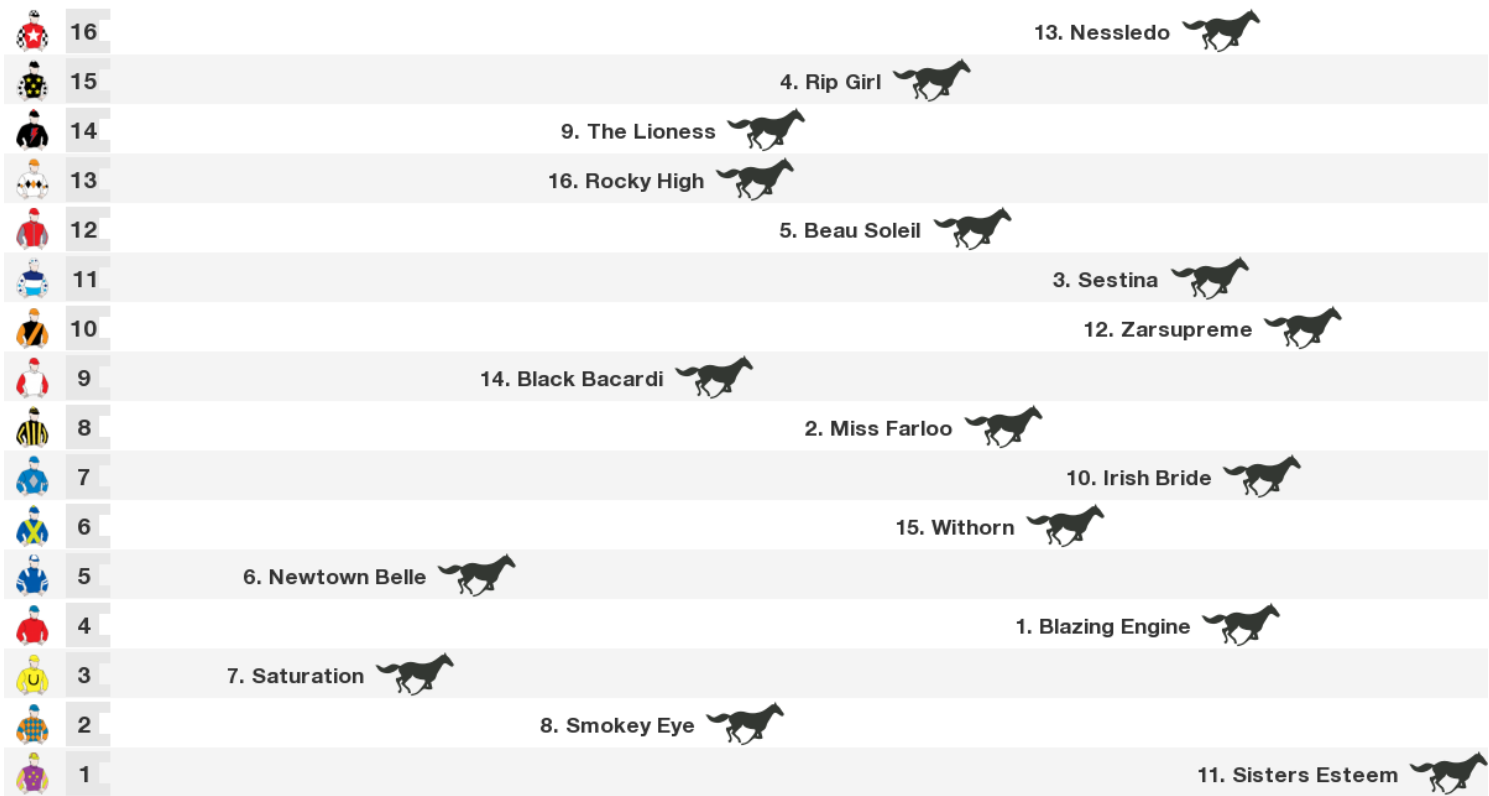 16 13. Nessledo
15 4. Rip Girl
14 9. The Lioness
13 16. Rocky High
12 5. Beau Soleil
11 3. Sestina
10 12. Zarsupreme
9 14. Black Bacardi
8 2. Miss Farloo
7 10. Irish Bride
6 15. Withorn
5 6. Newtown Belle
4 1. Blazing Engine
3 7. Saturation
2 8. Smokey Eye
1 11. Sisters Esteem